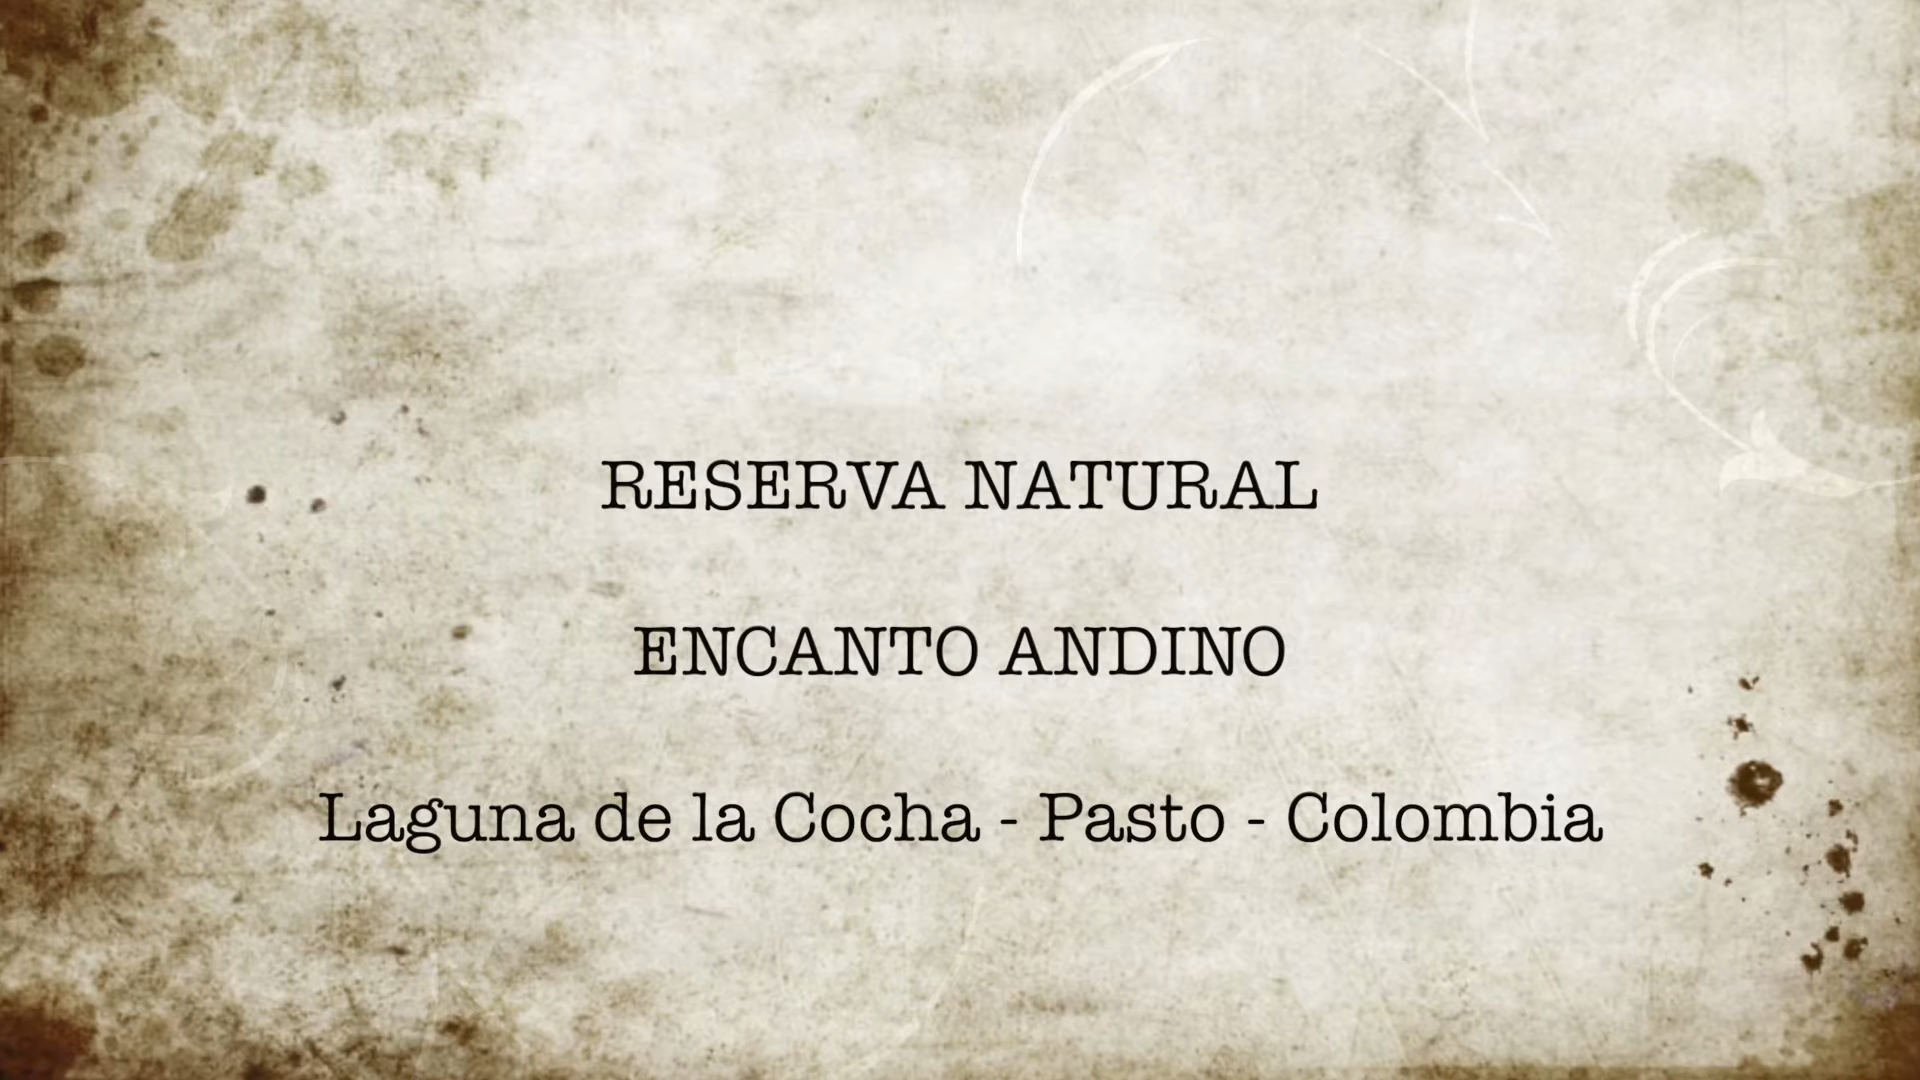 RESERVA NATURAL
ENCANTO ANDINO
Laguna de la Cocha - Pasto - Colombia